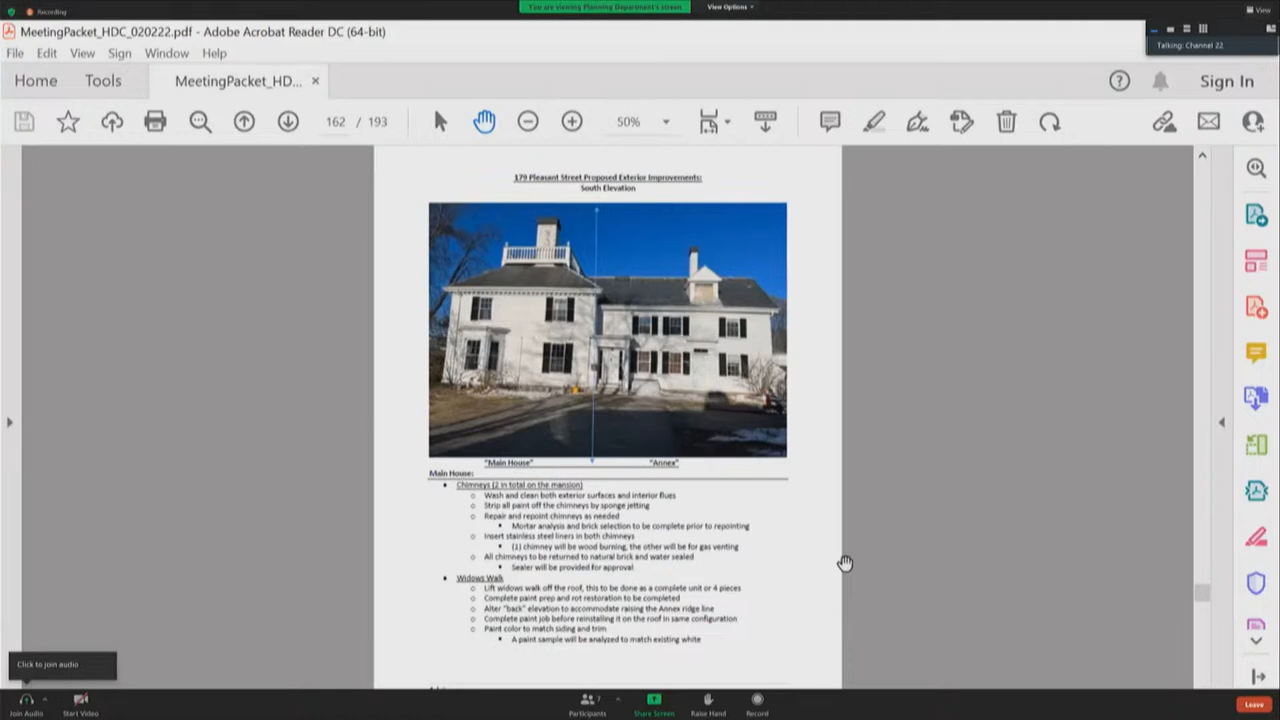 Recording
You are viewing Planning Department's screen
View Options
View
MeetingPacket_HDC_020222.pdf - Adobe Acrobat Reader DC (64-bit)
Talking: Channel 22
File Edit View Sign Window Help
Home Tools MeetingPacket_HD... × Sign In
162 / 193 50%
179 Pleasant Street Proposed Exterior Improvements:
South Elevation
"Main House" "Annex"
Main House:
• Chimneys (2 in total on the mansion)
o Wash and clean both exterior surfaces and interior flues
o Strip all paint off the chimneys by sponge jetting
o Repair and repoint chimneys as needed
▪ Mortar analysis and brick selection to be complete prior to repointing
o Insert stainless steel liners in both chimneys
▪ (1) chimney will be wood burning, the other will be for gas venting
o All chimneys to be returned to natural brick and water sealed
▪ Sealer will be provided for approval
• Widows Walk
o Lift widows walk off the roof, this to be done as a complete unit or 4 pieces
o Complete paint prep and rot restoration to be completed
o Alter "back" elevation to accommodate raising the Annex ridge line
o Complete paint job before reinstalling it on the roof in same configuration
o Paint color to match siding and trim
▪ A paint sample will be analyzed to match existing white
Click to join audio
Join Audio Start Video Participants 7 Share Screen Raise Hand Record Leave